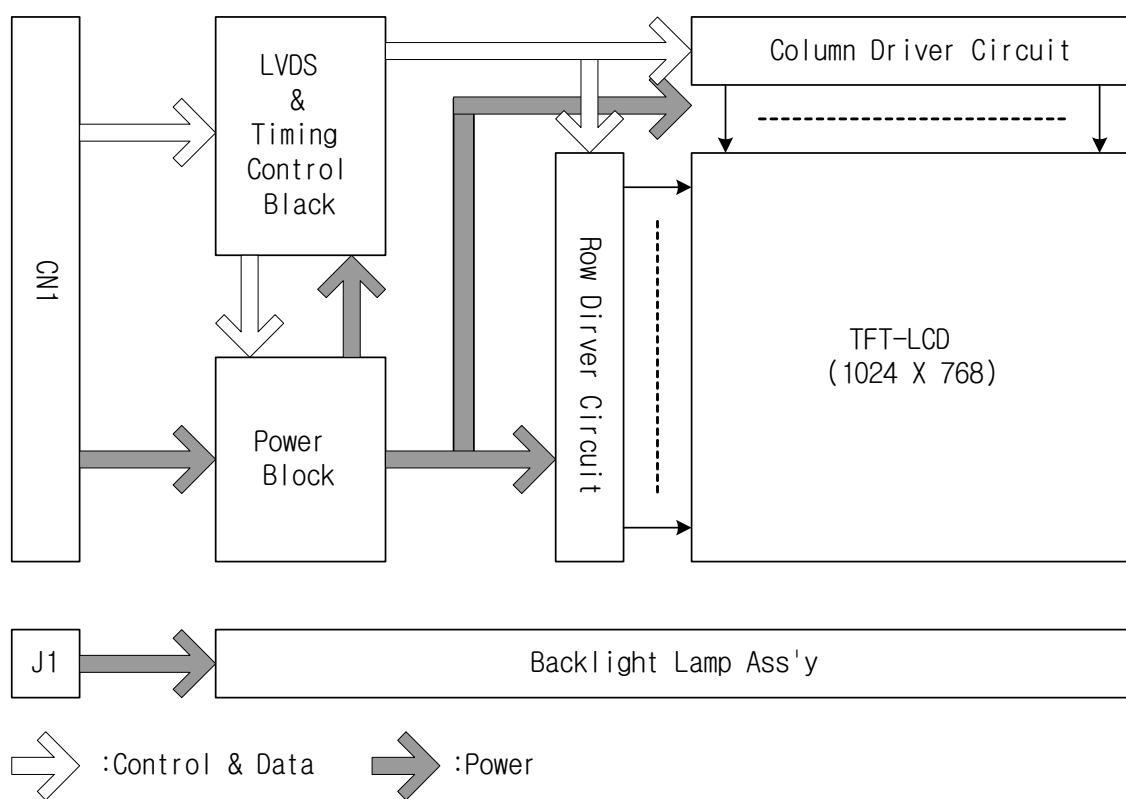 LVDS
&
Timing
Control
Black
Column Driver Circuit
CN1
Row Dirver Circuit
TFT-LCD
(1024 X 768)
Power
Block
J1
Backlight Lamp Ass'y
:Control & Data
:Power